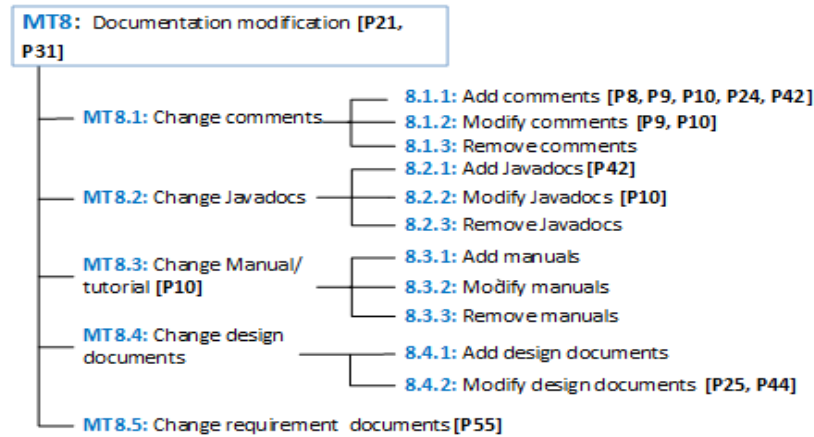 MT8: Documentation modification [P21,
P31]
MT8.1: Change comments
8.1.1: Add comments [P8, P9, P10, P24, P42]
8.1.2: Modify comments [P9, P10]
8.1.3: Remove comments
MT8.2: Change Javadocs
8.2.1: Add Javadocs [P42]
8.2.2: Modify Javadocs [P10]
8.2.3: Remove Javadocs
MT8.3: Change Manual/
tutorial [P10]
8.3.1: Add manuals
8.3.2: Modify manuals
8.3.3: Remove manuals
MT8.4: Change design
documents
8.4.1: Add design documents
8.4.2: Modify design documents [P25, P44]
MT8.5: Change requirement documents [P55]